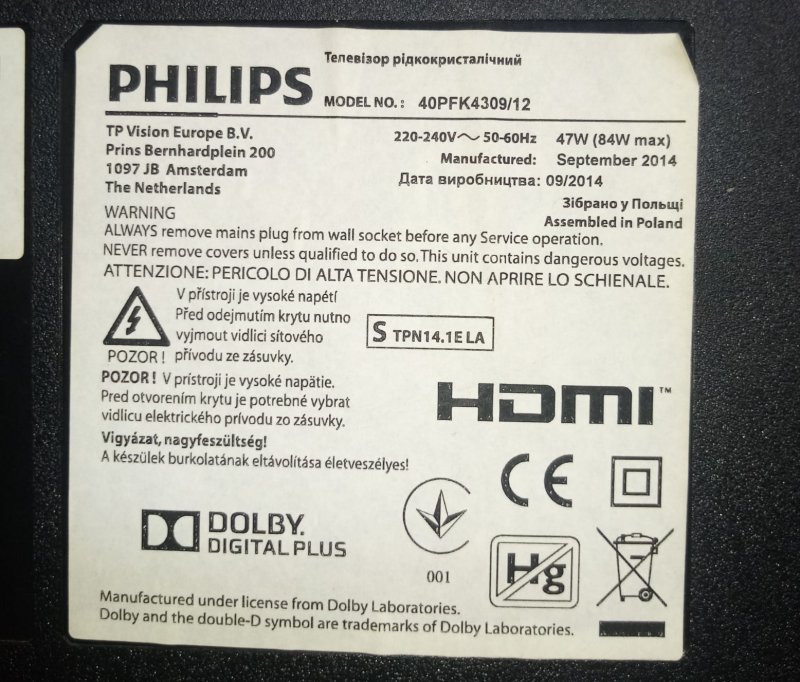 Телевізор рідкокристалічний
PHILIPS
MODEL NO.: 40PFK4309/12
TP Vision Europe B.V.
Prins Bernhardplein 200
1097 JB Amsterdam
The Netherlands
220-240V～ 50-60Hz 47W (84W max)
Manufactured: September 2014
Дата виробництва: 09/2014
Зібрано у Польщі
Assembled in Poland
WARNING
ALWAYS remove mains plug from wall socket before any Service operation.
NEVER remove covers unless qualified to do so. This unit contains dangerous voltages.
ATTENZIONE: PERICOLO DI ALTA TENSIONE. NON APRIRE LO SCHIENALE.
V přístroji je vysoké napětí
Před odejmutím krytu nutno
vyjmout vidlici sítového
POZOR! přívodu ze zásuvky.
S TPN14.1E LA
POZOR! V prístroji je vysoké napätie.
Pred otvorením krytu je potrebné vybrat
vidlicu elektrického prívodu zo zásuvky.
Vigyázat, nagyfeszültség!
A készülek burkolatának eltávolítása életveszélyes!
HDMI™
CE
DOLBY.
DIGITAL PLUS
001
Hg
Manufactured under license from Dolby Laboratories.
Dolby and the double-D symbol are trademarks of Dolby Laboratories.